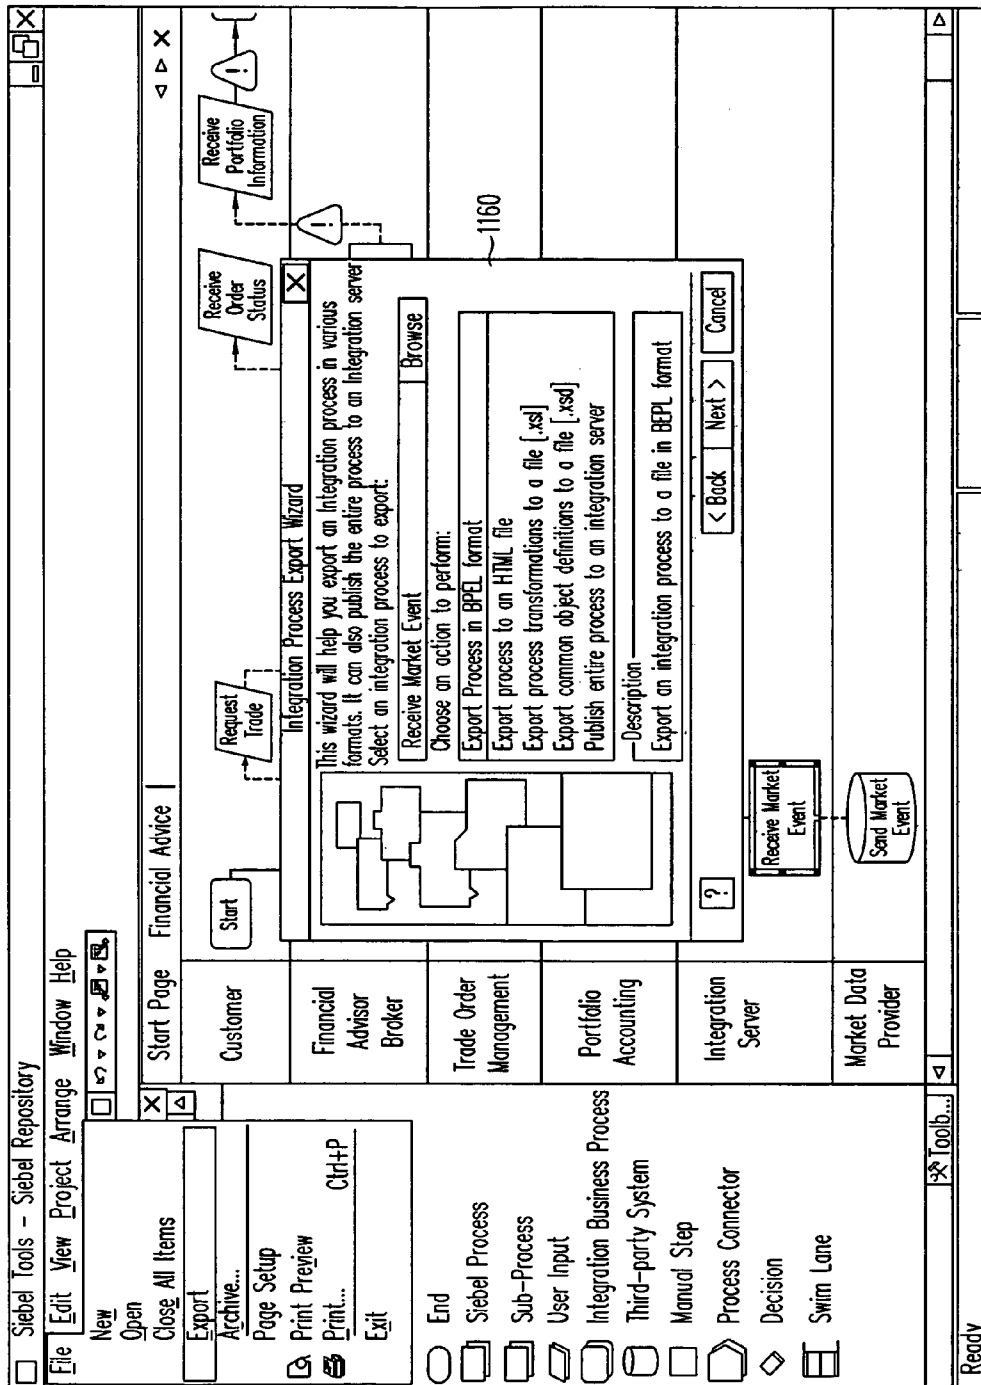 Siebel Tools - Siebel Repository
File Edit View Project Arrange Window Help
New
Open
Close All Items
Export
Archive...
Page Setup
Print Preview
Print... Ctrl+P
Exit
End
Siebel Process
Sub-Process
User Input
Integration Business Process
Third-party System
Manual Step
Process Connector
Decision
Swim Lane
Toolb...
Ready
Start Page Financial Advice
Customer
Financial
Advisor
Broker
Trade Order
Management
Portfolio
Accounting
Integration
Server
Market Data
Provider
Start
Request
Trade
Receive
Order
Status
Receive
Portfolio
Information
!
!
Integration Process Export Wizard
This wizard will help you export an Integration process in various
formats. It can also publish the entire process to an Integration server
Select an integration process to export:
Receive Market Event Browse
Choose an action to perform:
Export Process in BPEL format
Export process to an HTML file
Export process transformations to a file [.xsl]
Export common object definitions to a file [.xsd]
Publish entire process to an integration server
Description
Export an integration process to a file in BEPL format
? < Back Next > Cancel
1160
Receive Market
Event
Send Market
Event